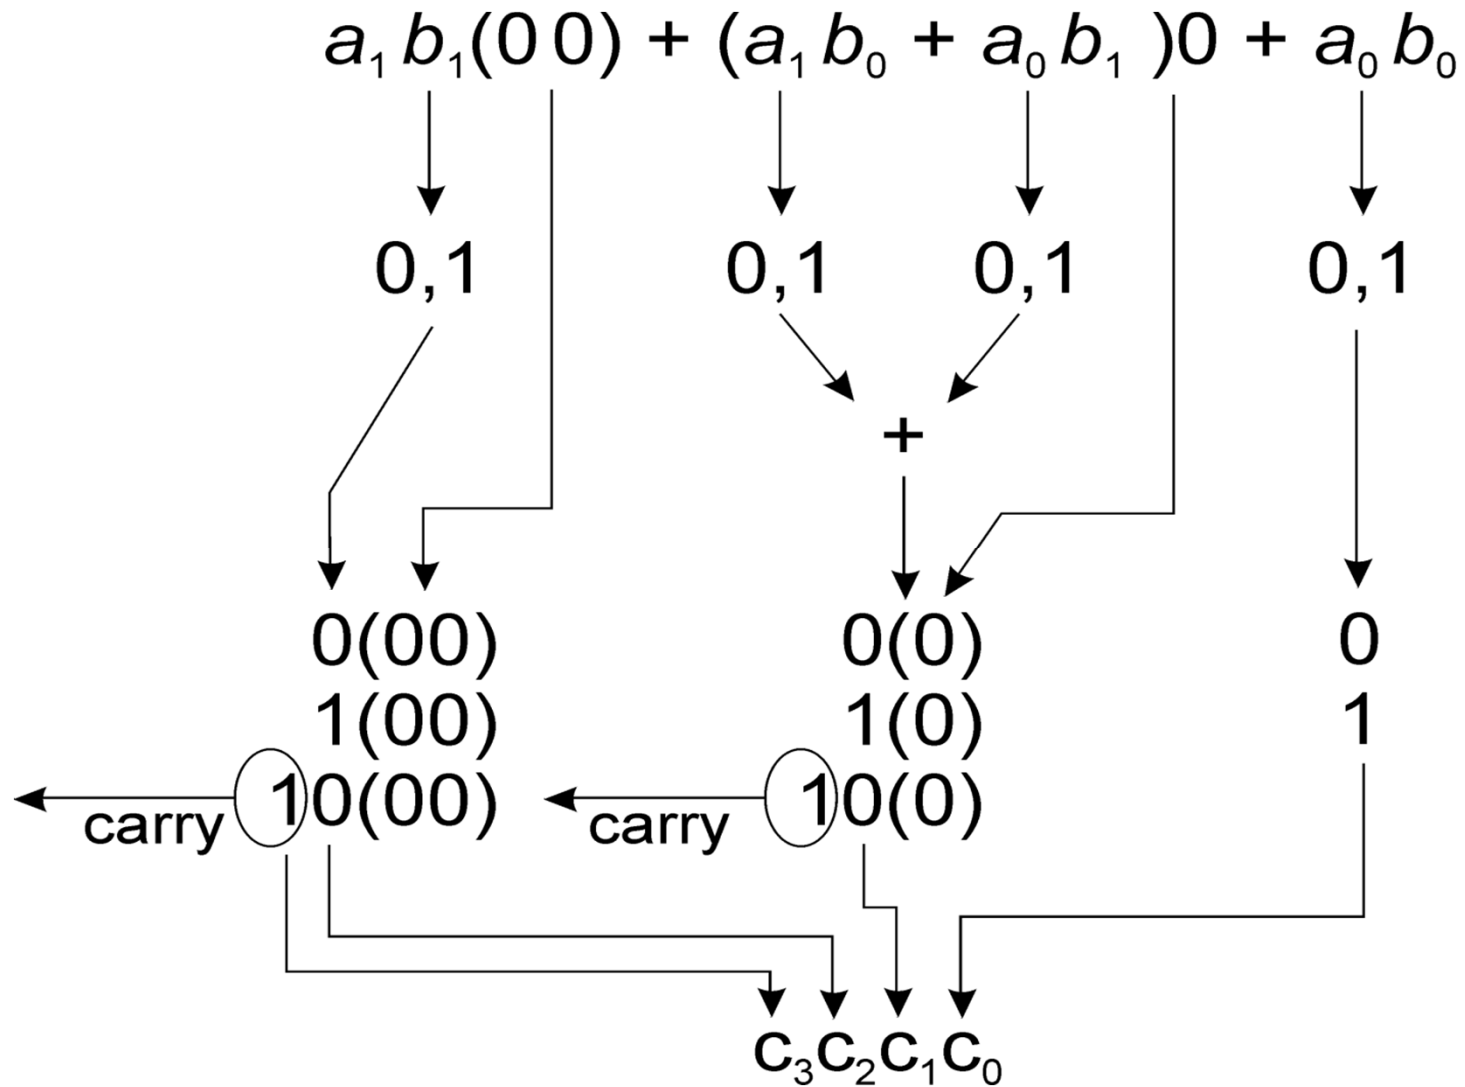 a₁ b₁(0 0) + (a₁ b₀ + a₀ b₁ )0 + a₀ b₀
0,1 0,1 0,1 0,1
+
0(00) 0(0) 0
1(00) 1(0) 1
10(00) 10(0)
carry carry
c₃c₂c₁c₀